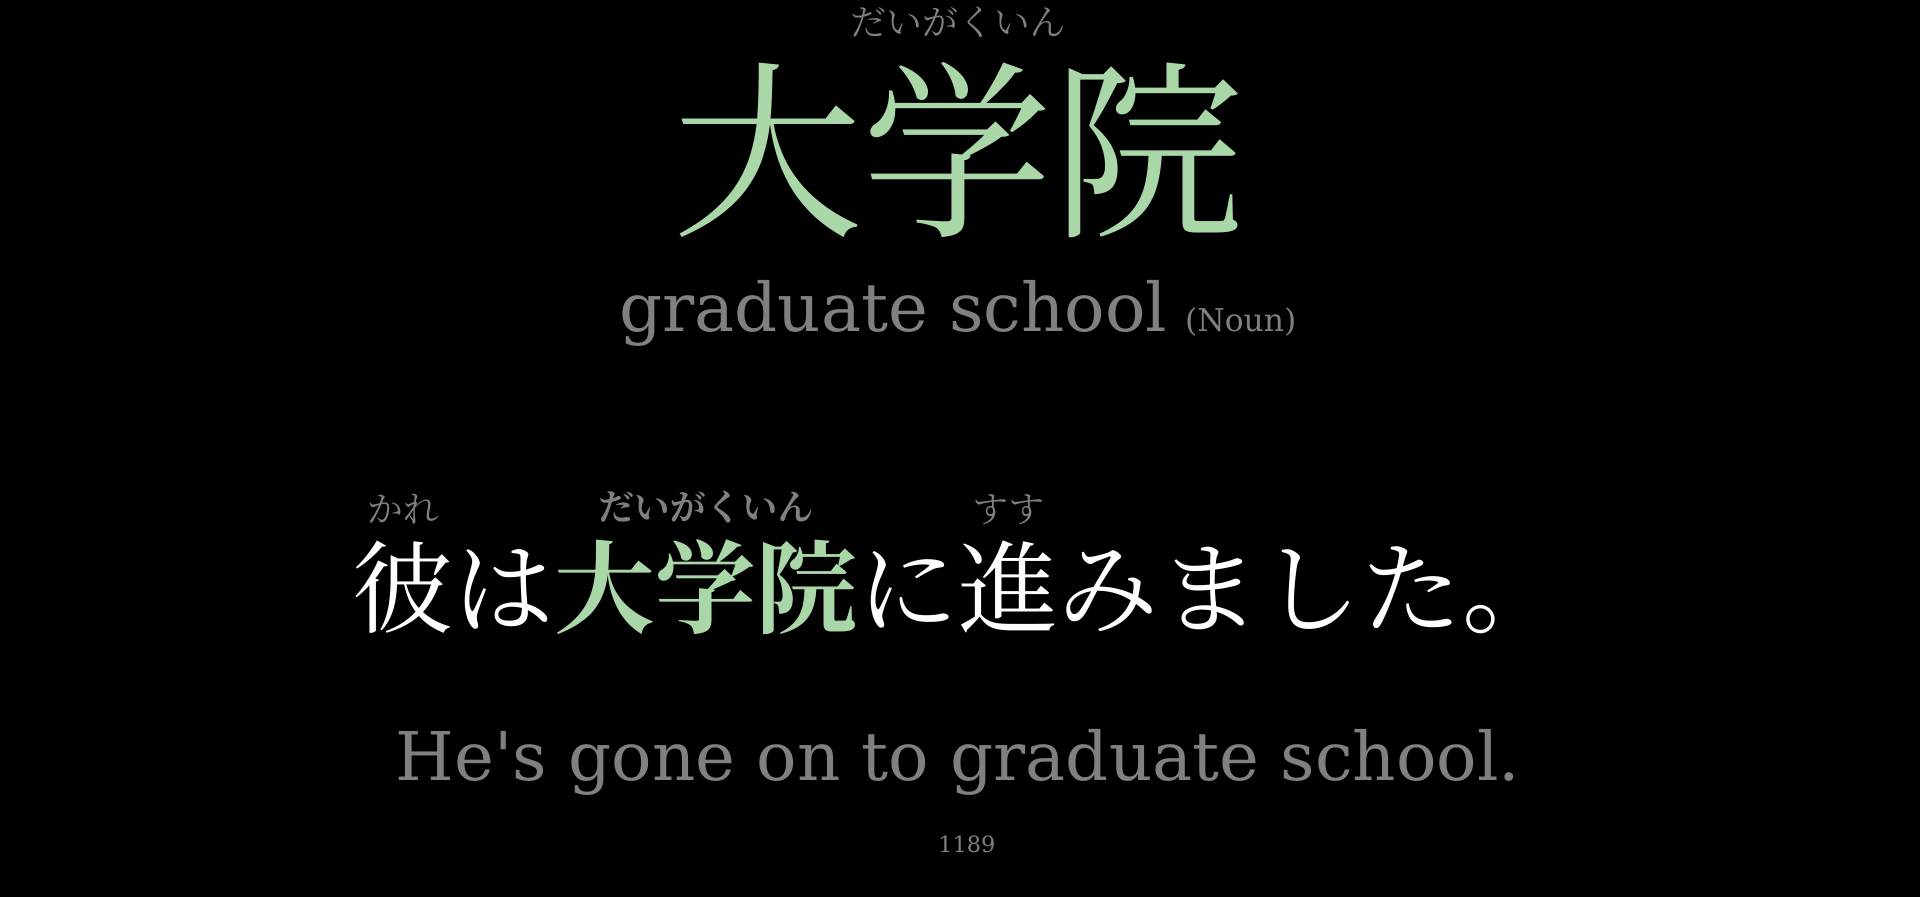 だいがくいん
大学院
graduate school (Noun)
かれ だいがくいん すす
彼は大学院に進みました。
He's gone on to graduate school.
1189